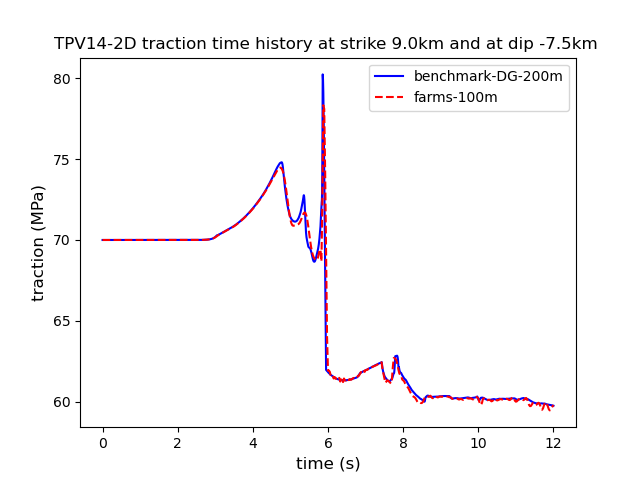 TPV14-2D traction time history at strike 9.0km and at dip -7.5km
benchmark-DG-200m
farms-100m
traction (MPa)
80
75
70
65
60
0 2 4 6 8 10 12
time (s)